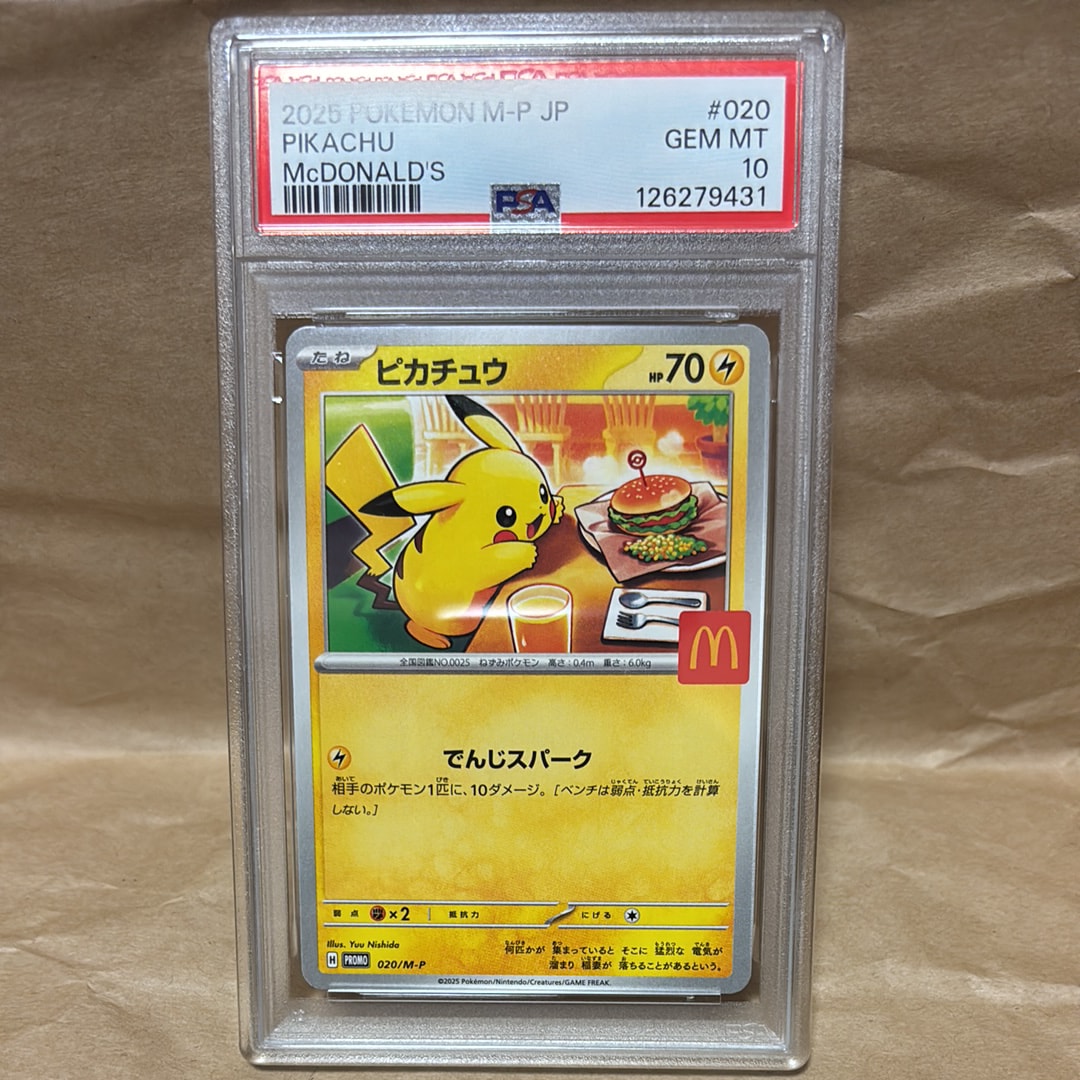 2025 POKEMON M-P JP #020
PIKACHU GEM MT
McDONALD'S 10
PSA 126279431
たね ピカチュウ HP70
全国図鑑NO.0025 ねずみポケモン 高さ:0.4m 重さ:6.0kg
M
でんじスパーク
相手のポケモン1匹に、10ダメージ。[ベンチは弱点・抵抗力を計算
しない。]
弱点 ×2 抵抗力 にげる
Illus. Yuu Nishida
何匹かが 集まっていると そこに 猛烈な 電気が
溜まり 稲妻が 落ちることがあるという。
H PROMO 020/M-P
©2025 Pokémon/Nintendo/Creatures/GAME FREAK.